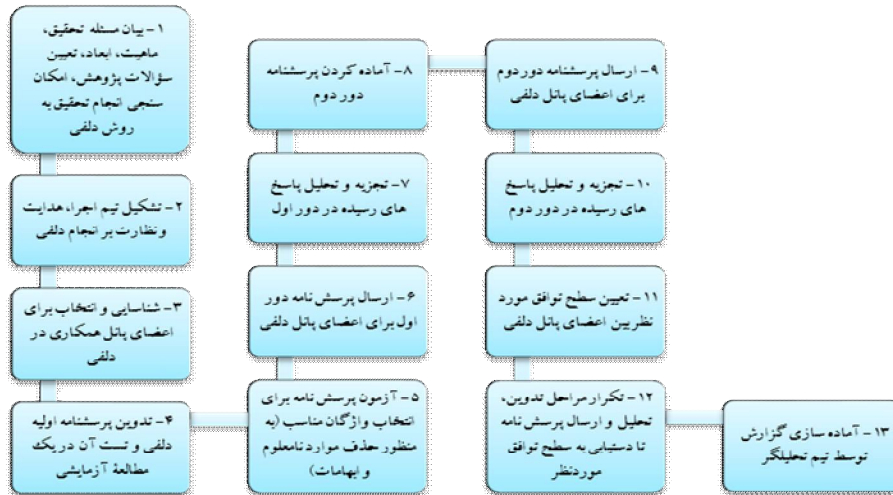 ۱- بیان مسئله تحقیق،
ماهیت، ابعاد، تعیین
سؤالات پژوهش، امکان
سنجی انجام تحقیق به
روش دلفی
۲- تشکیل تیم اجرا، هدایت
و نظارت بر انجام دلفی
۳- شناسایی و انتخاب برای
اعضای پانل همکاری در
دلفی
۴- تدوین پرسشنامه اولیه
دلفی و تست آن در یک
مطالعۀ آزمایشی
۵- آزمون پرسش نامه برای
انتخاب واژگان مناسب (به
منظور حذف موارد نامعلوم
و ابهامات)
۶- ارسال پرسش نامه دور
اول برای اعضای پانل دلفی
۷- تجزیه و تحلیل پاسخ
های رسیده در دور اول
۸- آماده کردن پرسشنامه
دور دوم
۹- ارسال پرسشنامه دور دوم
برای اعضای پانل دلفی
۱۰- تجزیه و تحلیل پاسخ
های رسیده در دور دوم
۱۱- تعیین سطح توافق مورد
نظر بین اعضای پانل دلفی
۱۲- تکرار مراحل تدوین،
تحلیل و ارسال پرسش نامه
تا دستیابی به سطح توافق
موردنظر
۱۳- آماده سازی گزارش
توسط تیم تحلیلگر